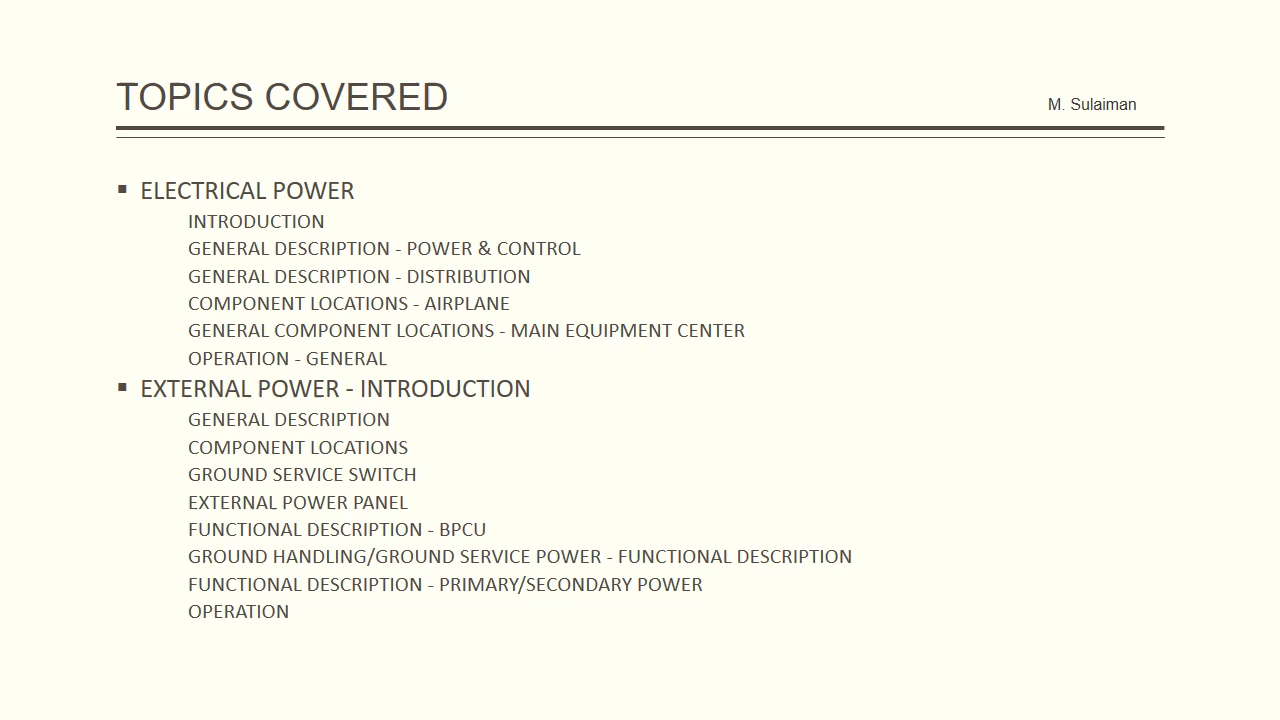 TOPICS COVERED
M. Sulaiman
▪ ELECTRICAL POWER
INTRODUCTION
GENERAL DESCRIPTION - POWER & CONTROL
GENERAL DESCRIPTION - DISTRIBUTION
COMPONENT LOCATIONS - AIRPLANE
GENERAL COMPONENT LOCATIONS - MAIN EQUIPMENT CENTER
OPERATION - GENERAL
▪ EXTERNAL POWER - INTRODUCTION
GENERAL DESCRIPTION
COMPONENT LOCATIONS
GROUND SERVICE SWITCH
EXTERNAL POWER PANEL
FUNCTIONAL DESCRIPTION - BPCU
GROUND HANDLING/GROUND SERVICE POWER - FUNCTIONAL DESCRIPTION
FUNCTIONAL DESCRIPTION - PRIMARY/SECONDARY POWER
OPERATION